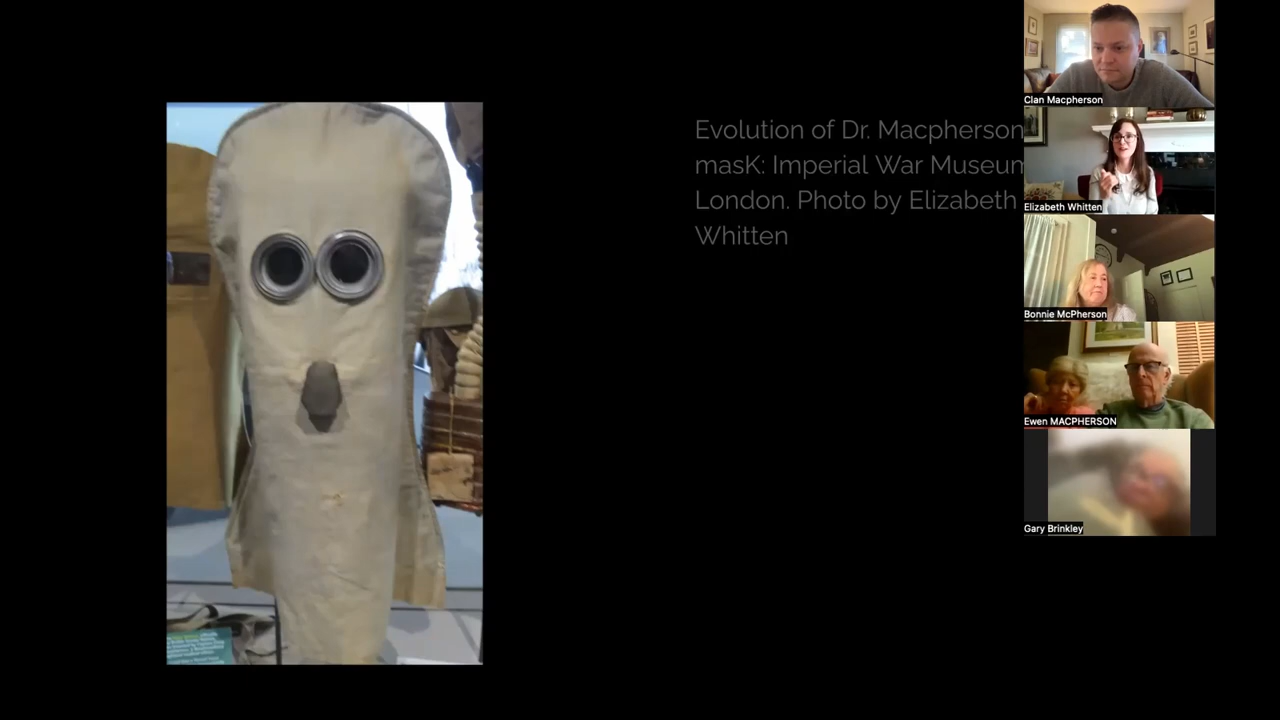 Evolution of Dr. Macpherson
masK: Imperial War Museum
London. Photo by Elizabeth
Whitten
Clan Macpherson
Elizabeth Whitten
Bonnie McPherson
Ewen MACPHERSON
Gary Brinkley